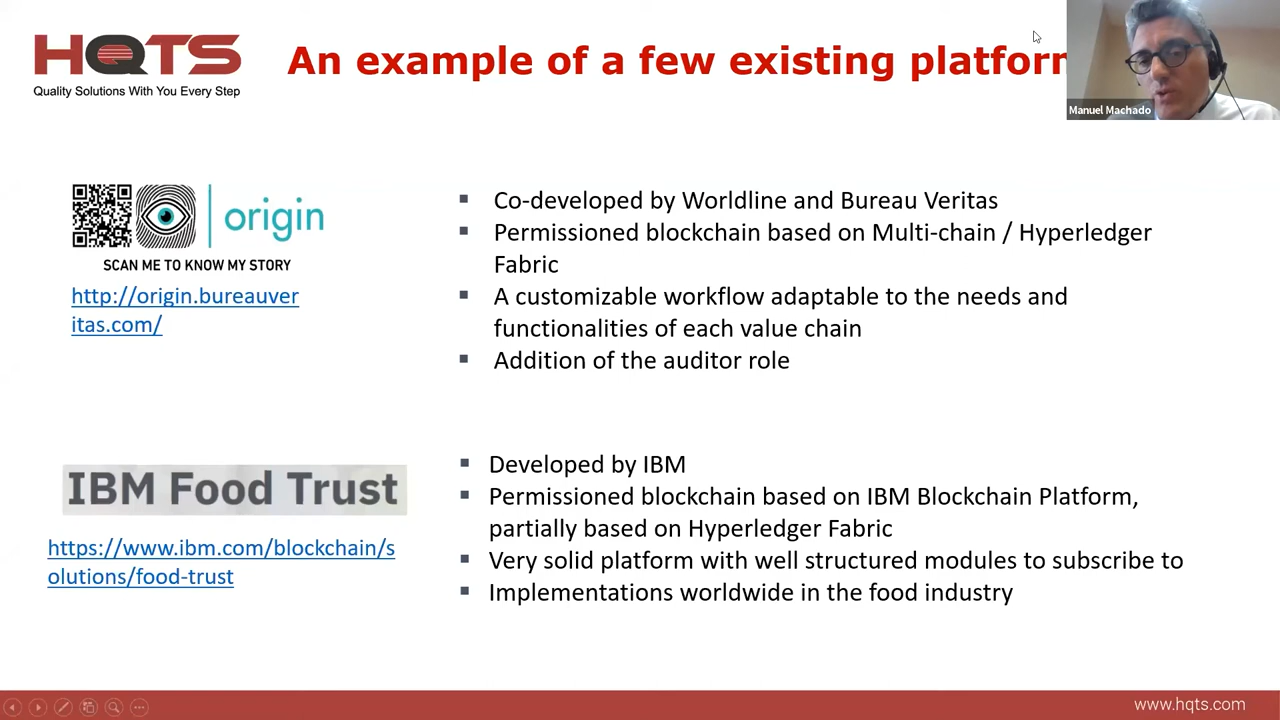 HQTS
Quality Solutions With You Every Step
An example of a few existing platfor
Manuel Machado
origin
SCAN ME TO KNOW MY STORY
http://origin.bureauver
itas.com/
▪ Co-developed by Worldline and Bureau Veritas
▪ Permissioned blockchain based on Multi-chain / Hyperledger
Fabric
▪ A customizable workflow adaptable to the needs and
functionalities of each value chain
▪ Addition of the auditor role
IBM Food Trust
https://www.ibm.com/blockchain/s
olutions/food-trust
▪ Developed by IBM
▪ Permissioned blockchain based on IBM Blockchain Platform,
partially based on Hyperledger Fabric
▪ Very solid platform with well structured modules to subscribe to
▪ Implementations worldwide in the food industry
www.hqts.com